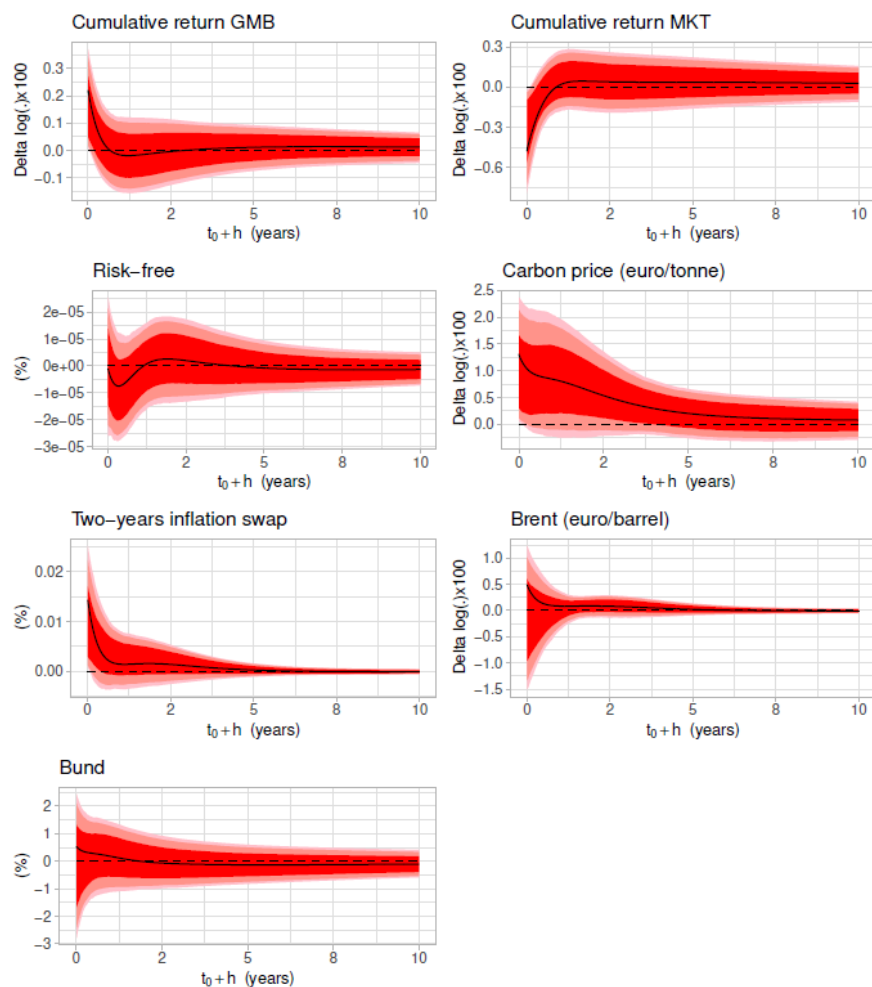 Cumulative return GMB
Delta log(.)x100
0.3
0.2
0.1
0.0
−0.1
0 2 5 8 10
t0 + h (years)
Cumulative return MKT
Delta log(.)x100
0.3
0.0
−0.3
−0.6
0 2 5 8 10
t0 + h (years)
Risk−free
(%)
2e−05
1e−05
0e+00
−1e−05
−2e−05
−3e−05
0 2 5 8 10
t0 + h (years)
Carbon price (euro/tonne)
Delta log(.)x100
2.5
2.0
1.5
1.0
0.5
0.0
0 2 5 8 10
t0 + h (years)
Two−years inflation swap
(%)
0.02
0.01
0.00
0 2 5 8 10
t0 + h (years)
Brent (euro/barrel)
Delta log(.)x100
1.0
0.5
0.0
−0.5
−1.0
−1.5
0 2 5 8 10
t0 + h (years)
Bund
(%)
2
1
0
−1
−2
−3
0 2 5 8 10
t0 + h (years)